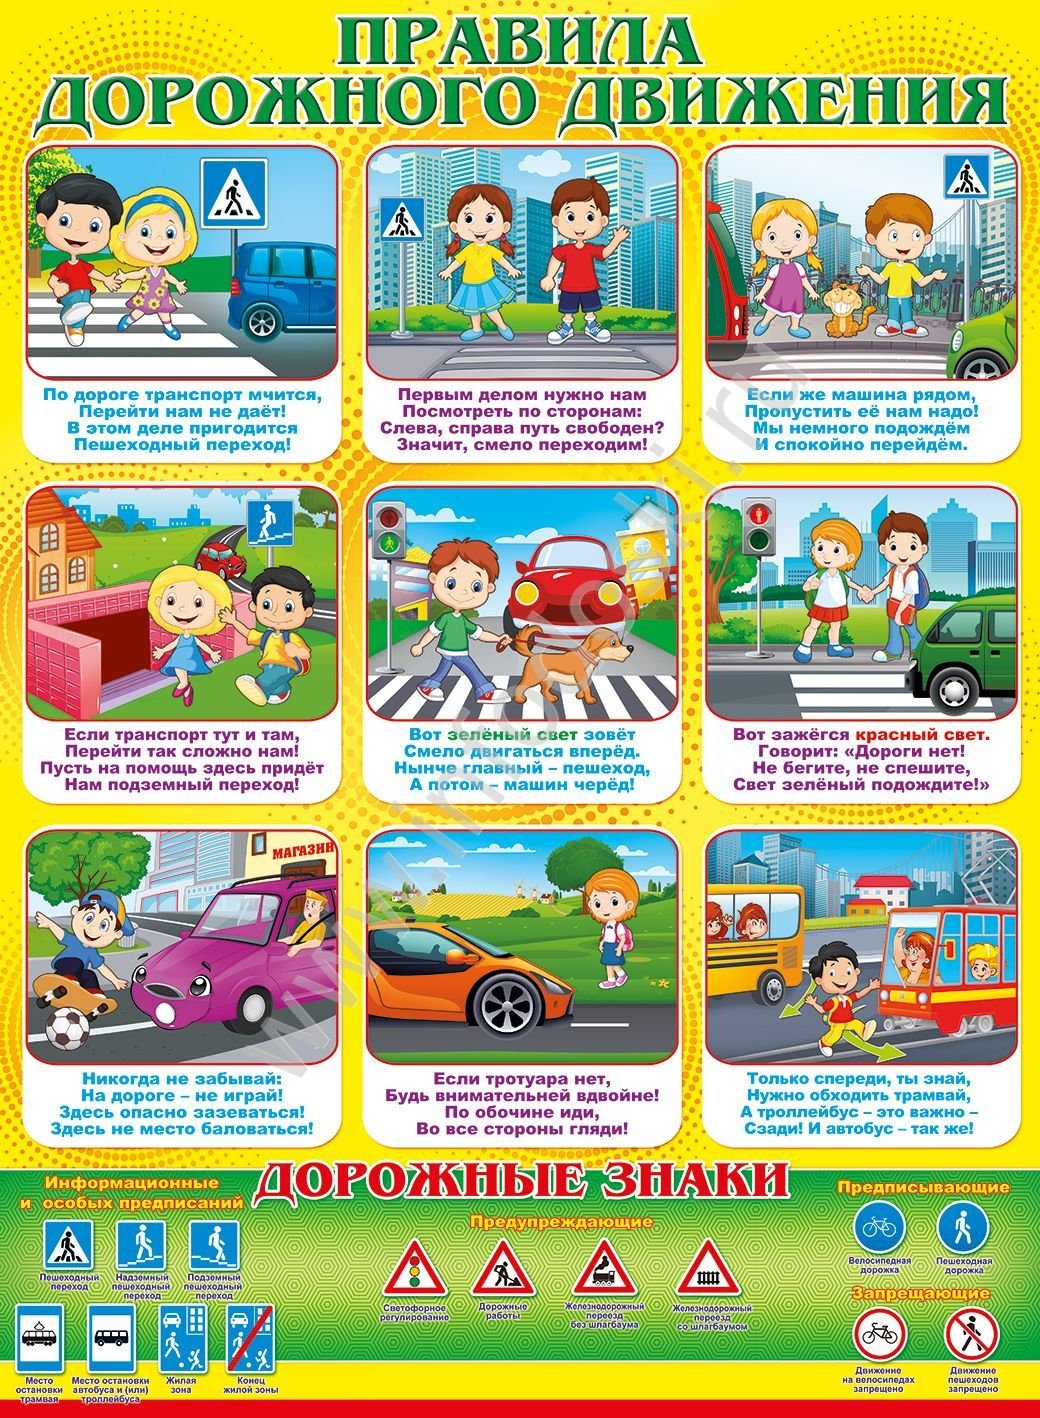 ПРАВИЛА
ДОРОЖНОГО ДВИЖЕНИЯ
По дороге транспорт мчится,
Перейти нам не даёт!
В этом деле пригодится
Пешеходный переход!
Первым делом нужно нам
Посмотреть по сторонам:
Слева, справа путь свободен?
Значит, смело переходим!
Если же машина рядом,
Пропустить её нам надо!
Мы немного подождём
И спокойно перейдём.
Если транспорт тут и там,
Перейти так сложно нам!
Пусть на помощь здесь придёт
Нам подземный переход!
Вот зелёный свет зовёт
Смело двигаться вперёд.
Нынче главный – пешеход,
А потом – машин черёд!
Вот зажёгся красный свет.
Говорит: «Дороги нет!
Не бегите, не спешите,
Свет зелёный подождите!»
МАГАЗИН
Никогда не забывай:
На дороге – не играй!
Здесь опасно зазеваться!
Здесь не место баловаться!
Если тротуара нет,
Будь внимательней вдвойне!
По обочине иди,
Во все стороны гляди!
Только спереди, ты знай,
Нужно обходить трамвай,
А троллейбус – это важно –
Сзади! И автобус – так же!
ДОРОЖНЫЕ ЗНАКИ
Информационные
и особых предписаний
Пешеходный
переход
Надземный
пешеходный
переход
Подземный
пешеходный
переход
Место
остановки
трамвая
Место остановки
автобуса и (или)
троллейбуса
Жилая
зона
Конец
жилой зоны
Предупреждающие
Светофорное
регулирование
Дорожные
работы
Железнодорожный
переезд
без шлагбаума
Железнодорожный
переезд
со шлагбаумом
Предписывающие
Велосипедная
дорожка
Пешеходная
дорожка
Запрещающие
Движение
на велосипедах
запрещено
Движение
пешеходов
запрещено